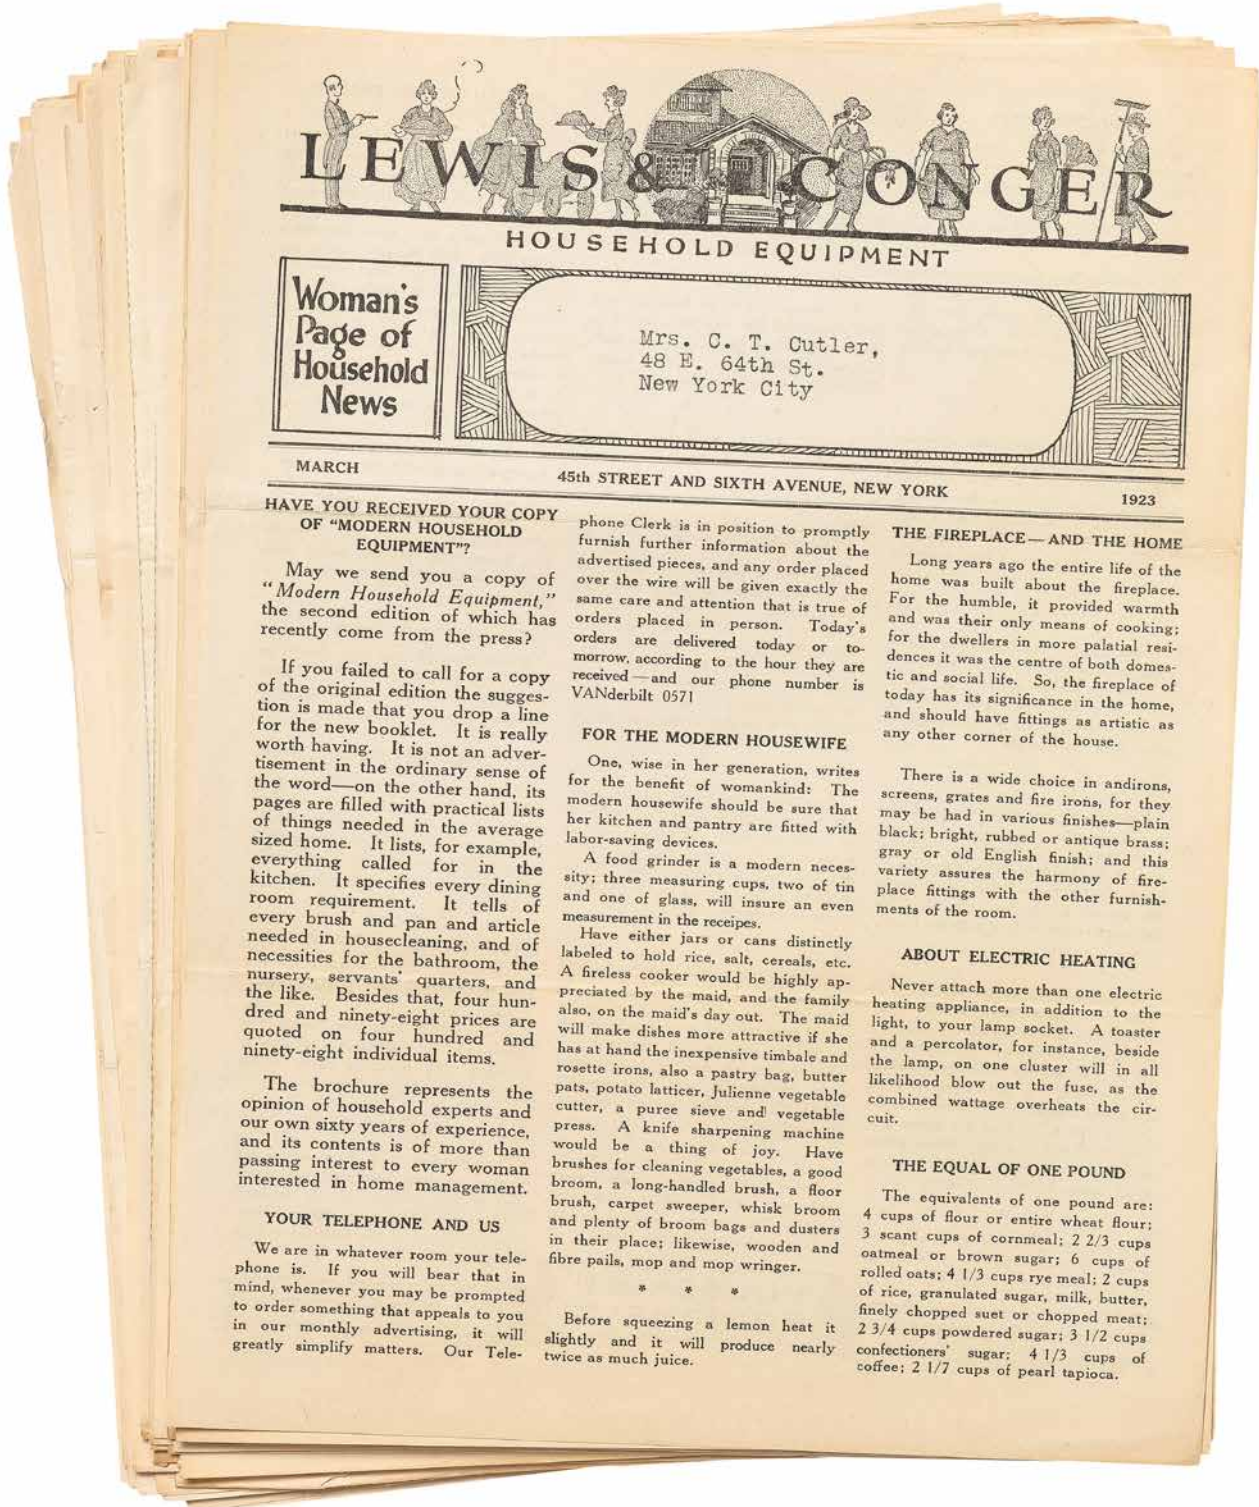 LEWIS & CONGER
HOUSEHOLD EQUIPMENT
Woman's
Page of
Household
News
Mrs. C. T. Cutler,
48 E. 64th St.
New York City
MARCH
45th STREET AND SIXTH AVENUE, NEW YORK
1923
HAVE YOU RECEIVED YOUR COPY
OF "MODERN HOUSEHOLD
EQUIPMENT"?
May we send you a copy of
"Modern Household Equipment,"
the second edition of which has
recently come from the press?
If you failed to call for a copy
of the original edition the sugges-
tion is made that you drop a line
for the new booklet. It is really
worth having. It is not an adver-
tisement in the ordinary sense of
the word—on the other hand, its
pages are filled with practical lists
of things needed in the average
sized home. It lists, for example,
everything called for in the
kitchen. It specifies every dining
room requirement. It tells of
every brush and pan and article
needed in housecleaning, and of
necessities for the bathroom, the
nursery, servants' quarters, and
the like. Besides that, four hun-
dred and ninety-eight prices are
quoted on four hundred and
ninety-eight individual items.
The brochure represents the
opinion of household experts and
our own sixty years of experience,
and its contents is of more than
passing interest to every woman
interested in home management.
YOUR TELEPHONE AND US
We are in whatever room your tele-
phone is. If you will bear that in
mind, whenever you may be prompted
to order something that appeals to you
in our monthly advertising, it will
greatly simplify matters. Our Tele-
phone Clerk is in position to promptly
furnish further information about the
advertised pieces, and any order placed
over the wire will be given exactly the
same care and attention that is true of
orders placed in person. Today's
orders are delivered today or to-
morrow, according to the hour they are
received—and our phone number is
VANderbilt 0571
FOR THE MODERN HOUSEWIFE
One, wise in her generation, writes
for the benefit of womankind: The
modern housewife should be sure that
her kitchen and pantry are fitted with
labor-saving devices.
A food grinder is a modern neces-
sity; three measuring cups, two of tin
and one of glass, will insure an even
measurement in the receipes.
Have either jars or cans distinctly
labeled to hold rice, salt, cereals, etc.
A fireless cooker would be highly ap-
preciated by the maid, and the family
also, on the maid's day out. The maid
will make dishes more attractive if she
has at hand the inexpensive timbale and
rosette irons, also a pastry bag, butter
pats, potato latticer, Julienne vegetable
cutter, a puree sieve and vegetable
press. A knife sharpening machine
would be a thing of joy. Have
brushes for cleaning vegetables, a good
broom, a long-handled brush, a floor
brush, carpet sweeper, whisk broom
and plenty of broom bags and dusters
in their place; likewise, wooden and
fibre pails, mop and mop wringer.
* * *
Before squeezing a lemon heat it
slightly and it will produce nearly
twice as much juice.
THE FIREPLACE—AND THE HOME
Long years ago the entire life of the
home was built about the fireplace.
For the humble, it provided warmth
and was their only means of cooking;
for the dwellers in more palatial resi-
dences it was the centre of both domes-
tic and social life. So, the fireplace of
today has its significance in the home,
and should have fittings as artistic as
any other corner of the house.
There is a wide choice in andirons,
screens, grates and fire irons, for they
may be had in various finishes—plain
black; bright, rubbed or antique brass;
gray or old English finish; and this
variety assures the harmony of fire-
place fittings with the other furnish-
ments of the room.
ABOUT ELECTRIC HEATING
Never attach more than one electric
heating appliance, in addition to the
light, to your lamp socket. A toaster
and a percolator, for instance, beside
the lamp, on one cluster will in all
likelihood blow out the fuse, as the
combined wattage overheats the cir-
cuit.
THE EQUAL OF ONE POUND
The equivalents of one pound are:
4 cups of flour or entire wheat flour;
3 scant cups of cornmeal; 2 2/3 cups
oatmeal or brown sugar; 6 cups of
rolled oats; 4 1/3 cups rye meal; 2 cups
of rice, granulated sugar, milk, butter,
finely chopped suet or chopped meat;
2 3/4 cups powdered sugar; 3 1/2 cups
confectioners' sugar; 4 1/3 cups of
coffee; 2 1/7 cups of pearl tapioca.